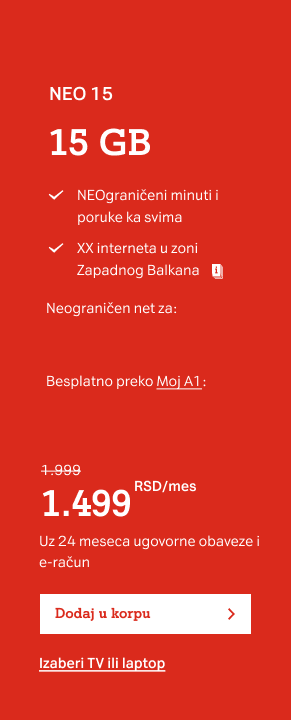 NEO 15
15 GB
NEOgraničeni minuti i
poruke ka svima
XX interneta u zoni
Zapadnog Balkana
Neograničen net za:
Besplatno preko Moj A1:
1.999
1.499 RSD/mes
Uz 24 meseca ugovorne obaveze i
e-račun
Dodaj u korpu
Izaberi TV ili laptop